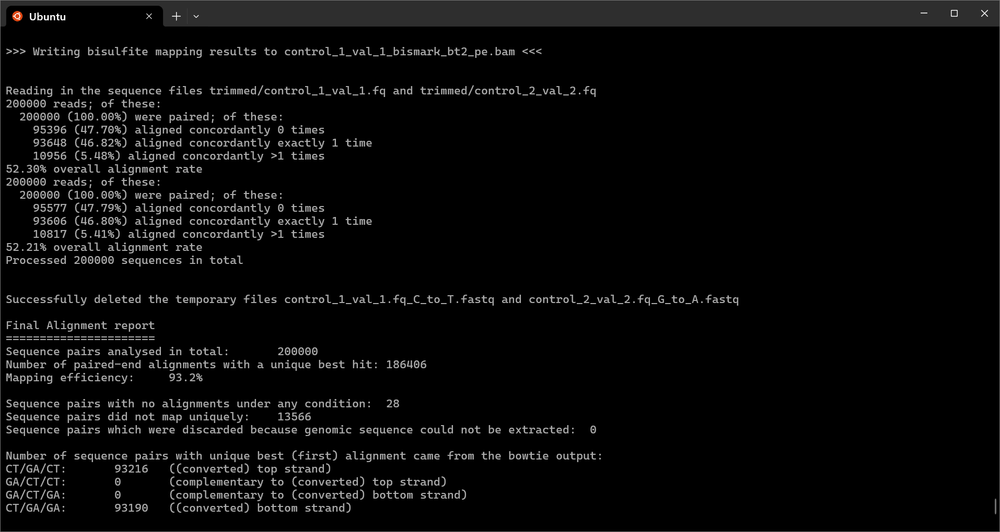 Ubuntu
>>> Writing bisulfite mapping results to control_1_val_1_bismark_bt2_pe.bam <<<
Reading in the sequence files trimmed/control_1_val_1.fq and trimmed/control_2_val_2.fq
200000 reads; of these:
  200000 (100.00%) were paired; of these:
    95396 (47.70%) aligned concordantly 0 times
    93648 (46.82%) aligned concordantly exactly 1 time
    10956 (5.48%) aligned concordantly >1 times
52.30% overall alignment rate
200000 reads; of these:
  200000 (100.00%) were paired; of these:
    95577 (47.79%) aligned concordantly 0 times
    93606 (46.80%) aligned concordantly exactly 1 time
    10817 (5.41%) aligned concordantly >1 times
52.21% overall alignment rate
Processed 200000 sequences in total
Successfully deleted the temporary files control_1_val_1.fq_C_to_T.fastq and control_2_val_2.fq_G_to_A.fastq
Final Alignment report
======================
Sequence pairs analysed in total:       200000
Number of paired-end alignments with a unique best hit: 186406
Mapping efficiency:     93.2%
Sequence pairs with no alignments under any condition:  28
Sequence pairs did not map uniquely:    13566
Sequence pairs which were discarded because genomic sequence could not be extracted:  0
Number of sequence pairs with unique best (first) alignment came from the bowtie output:
CT/GA/CT:       93216   ((converted) top strand)
GA/CT/CT:       0       (complementary to (converted) top strand)
GA/CT/GA:       0       (complementary to (converted) bottom strand)
CT/GA/GA:       93190   ((converted) bottom strand)